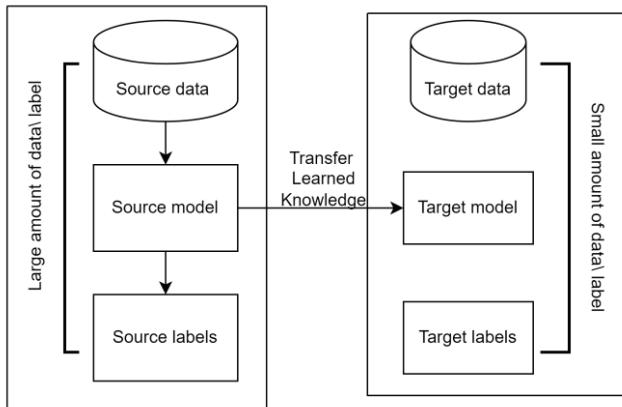 Large amount of data\ label
Source data
Source model
Source labels
Transfer
Learned
Knowledge
Target data
Target model
Target labels
Small amount of data\ label